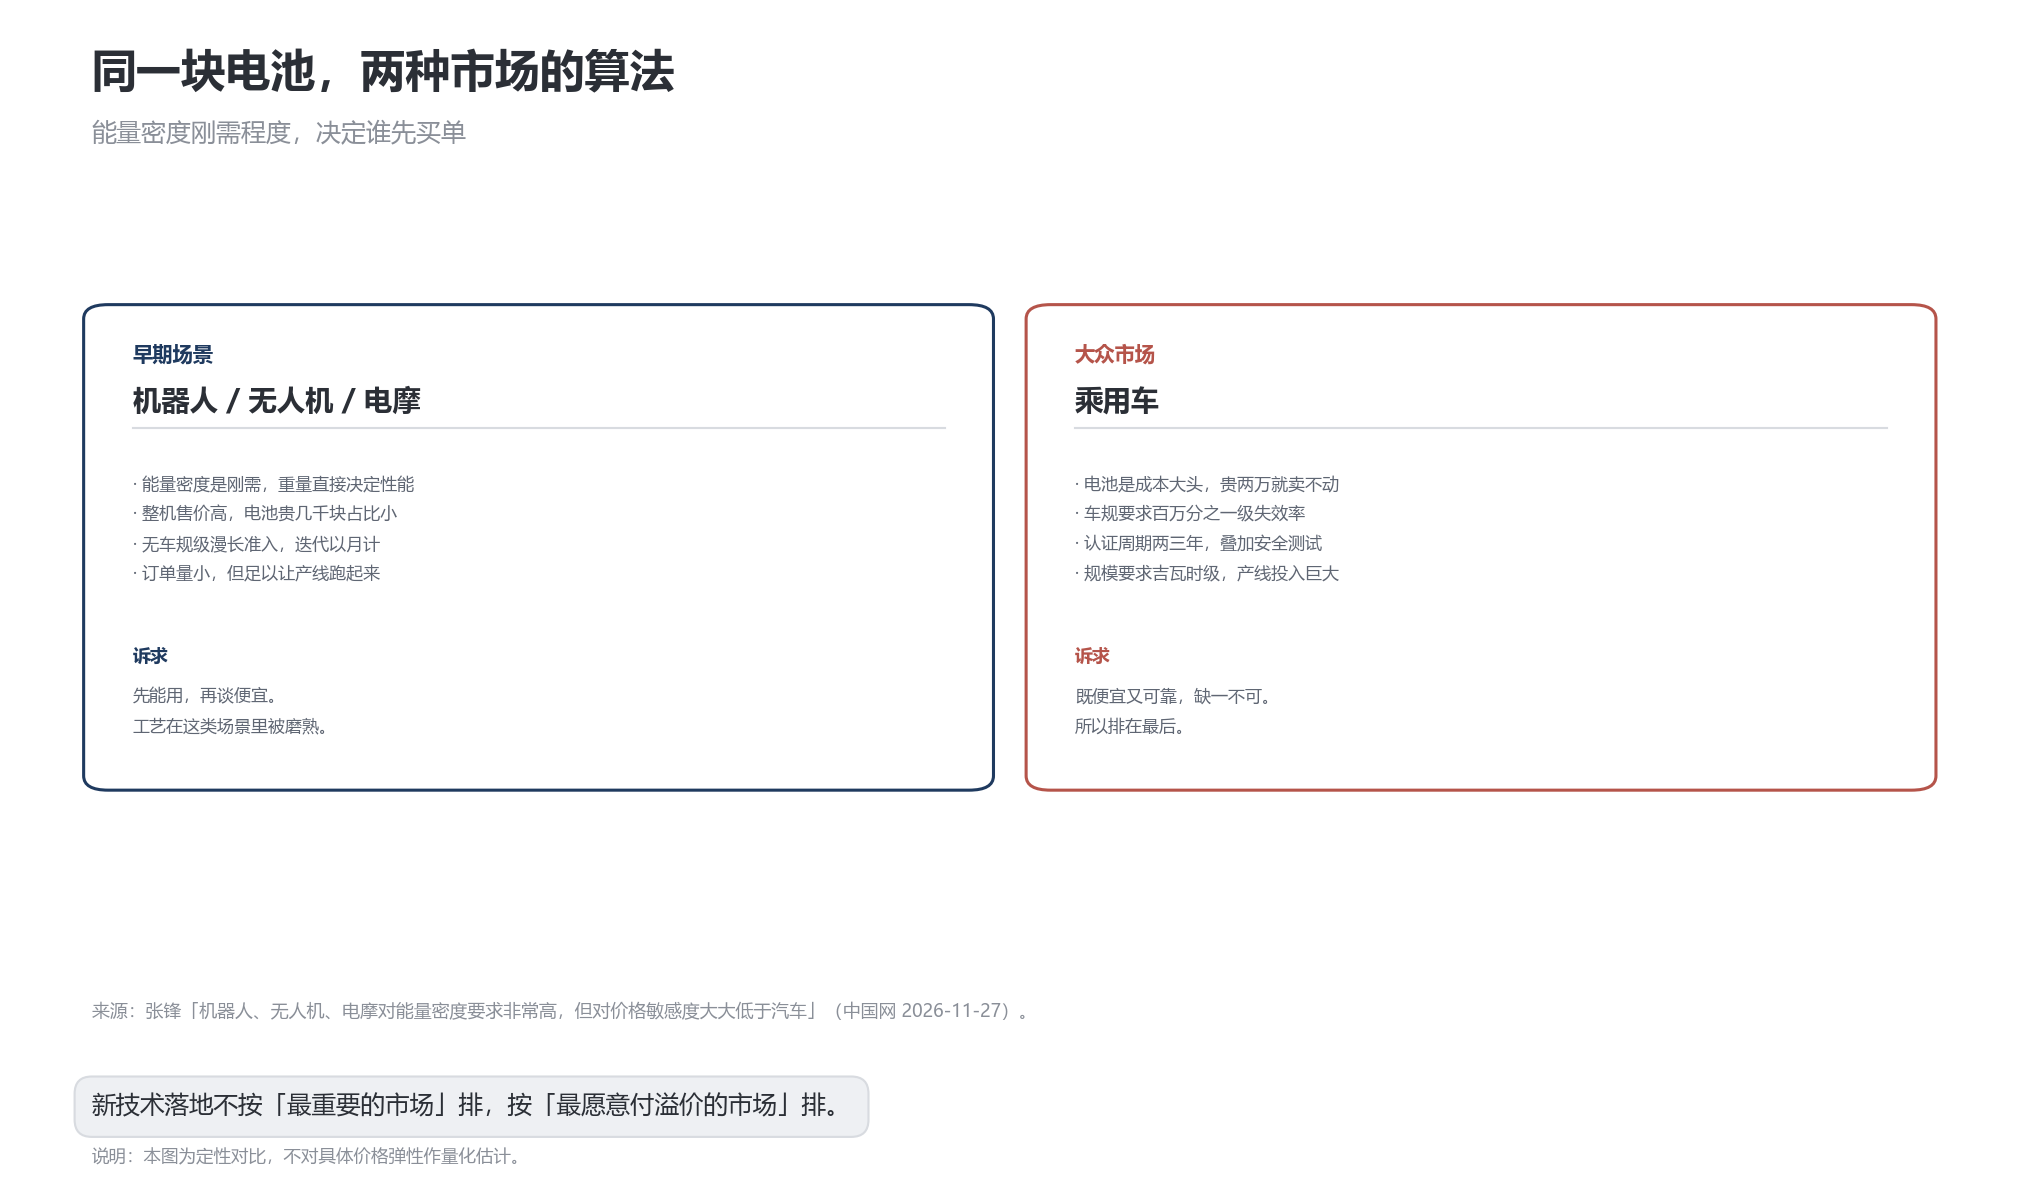 同一块电池，两种市场的算法
能量密度刚需程度，决定谁先买单
早期场景
机器人 / 无人机 / 电摩
· 能量密度是刚需，重量直接决定性能
· 整机售价高，电池贵几千块占比小
· 无车规级漫长准入，迭代以月计
· 订单量小，但足以让产线跑起来
诉求
先能用，再谈便宜。
工艺在这类场景里被磨熟。
大众市场
乘用车
· 电池是成本大头，贵两万就卖不动
· 车规要求百万分之一级失效率
· 认证周期两三年，叠加安全测试
· 规模要求吉瓦时级，产线投入巨大
诉求
既便宜又可靠，缺一不可。
所以排在最后。
来源：张锋「机器人、无人机、电摩对能量密度要求非常高，但对价格敏感度大大低于汽车」（中国网 2026-11-27）。
新技术落地不按「最重要的市场」排，按「最愿意付溢价的市场」排。
说明：本图为定性对比，不对具体价格弹性作量化估计。